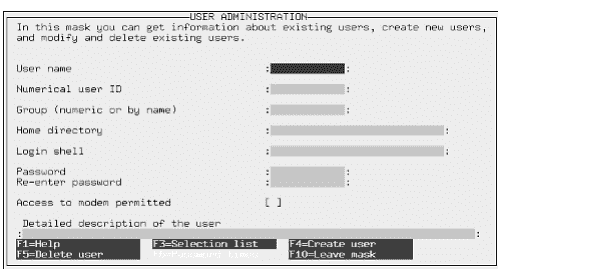 USER ADMINISTRATION
In this mask you can get information about existing users, create new users,
and modify and delete existing users.
User name : :
Numerical user ID : :
Group (numeric or by name) : :
Home directory : :
Login shell : :
Password : :
Re-enter password : :
Access to modem permitted [ ]
Detailed description of the user
: :
F1=Help F3=Selection list F4=Create user
F5=Delete user F10=Leave mask